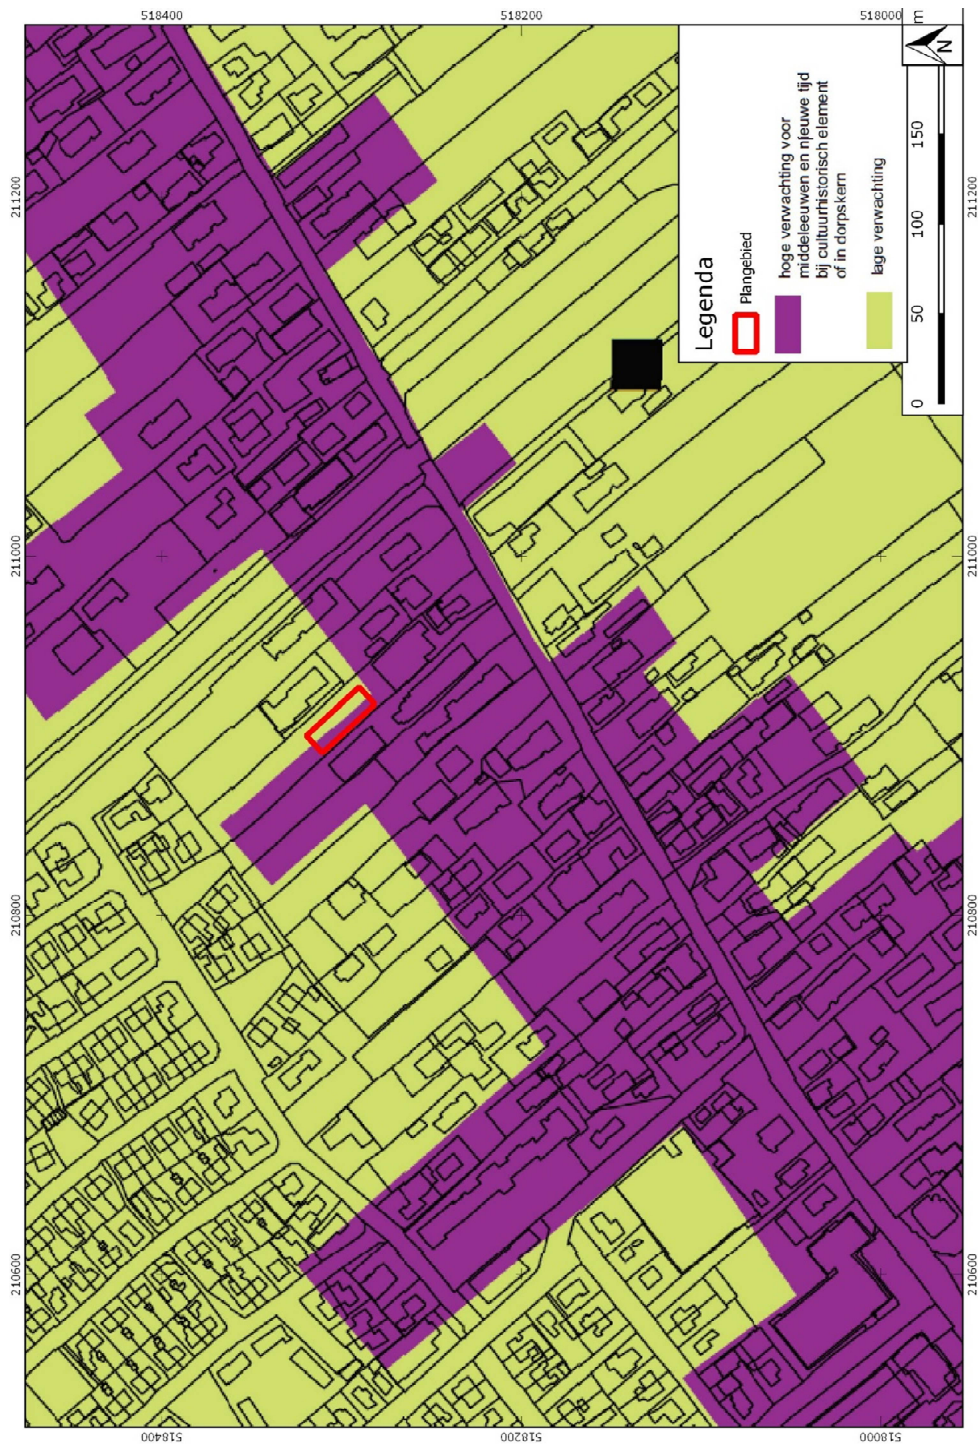 518400
518200
518000
211200
211000
210800
210600
Legenda
Plangebied
hoge verwachting voor
middeleeuwen en nieuwe tijd
bij cultuurhistorisch element
of in dorpskern
lage verwachting
0 50 100 150 m
N
211200
211000
210800
210600
518400
518200
518000